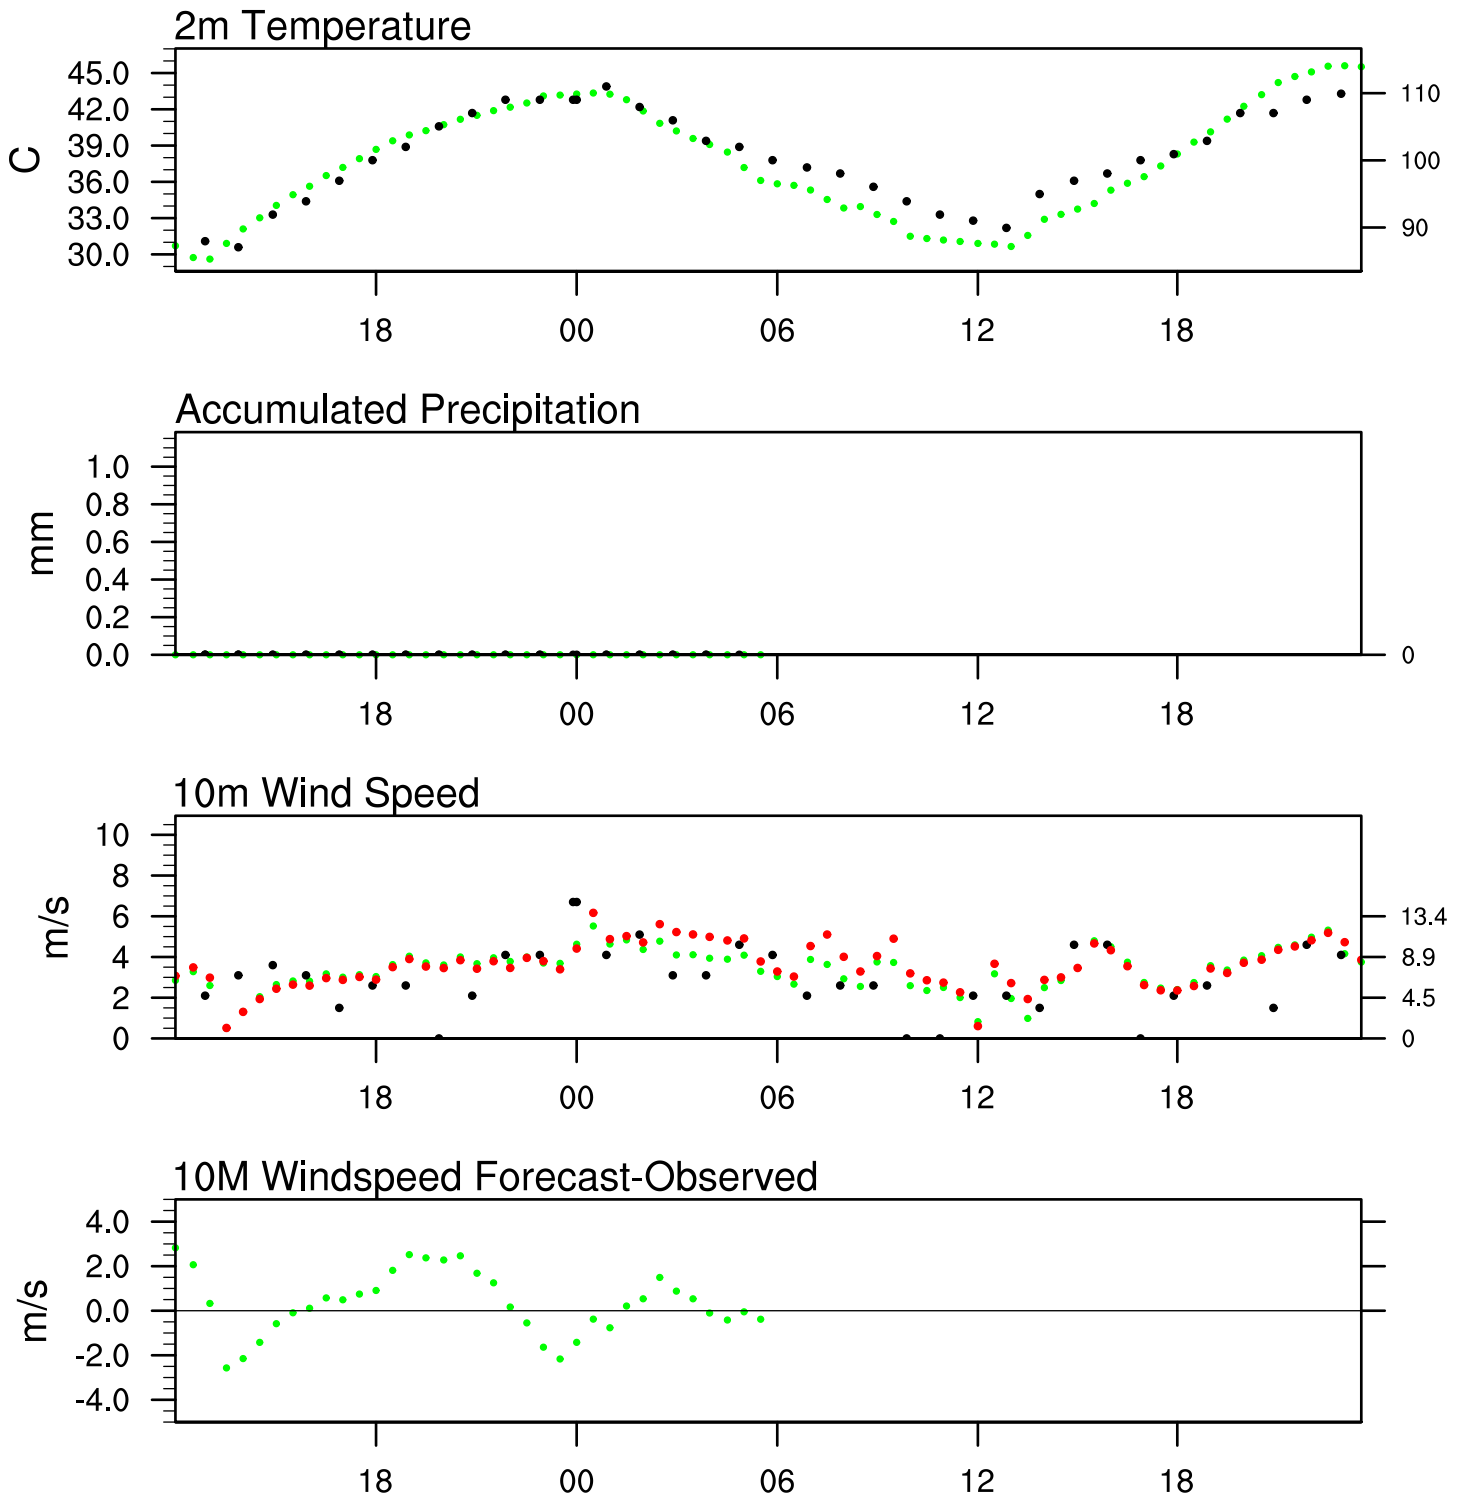 2m Temperature
C
45.0
42.0
39.0
36.0
33.0
30.0
110
100
90
18 00 06 12 18
Accumulated Precipitation
mm
1.0
0.8
0.6
0.4
0.2
0.0
0
18 00 06 12 18
10m Wind Speed
m/s
10
8
6
4
2
0
13.4
8.9
4.5
0
18 00 06 12 18
10M Windspeed Forecast-Observed
m/s
4.0
2.0
0.0
-2.0
-4.0
18 00 06 12 18